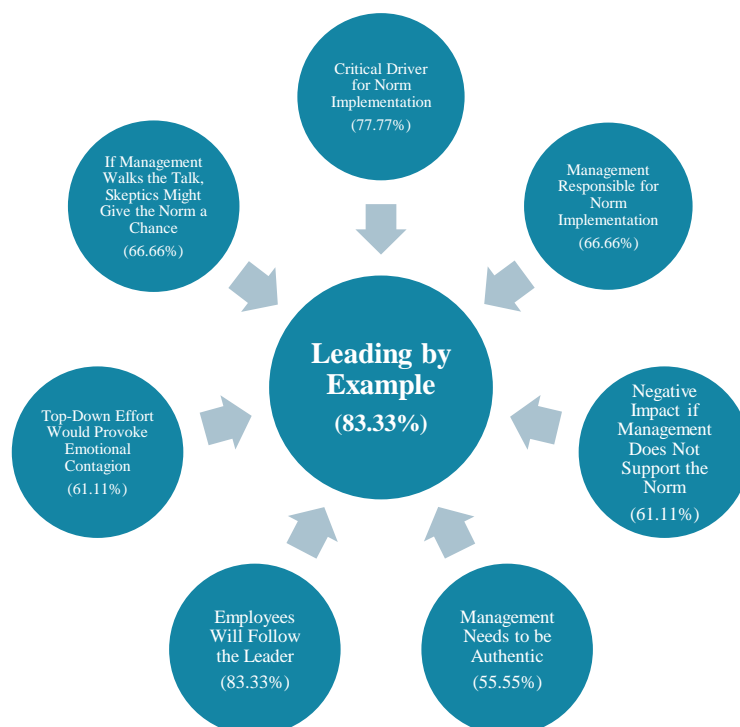 Critical Driver
for Norm
Implementation
(77.77%)
If Management
Walks the Talk,
Skeptics Might
Give the Norm a
Chance
(66.66%)
Management
Responsible for
Norm
Implementation
(66.66%)
Leading by
Example
(83.33%)
Top-Down Effort
Would Provoke
Emotional
Contagion
(61.11%)
Negative
Impact if
Management
Does Not
Support the
Norm
(61.11%)
Employees
Will Follow
the Leader
(83.33%)
Management
Needs to be
Authentic
(55.55%)